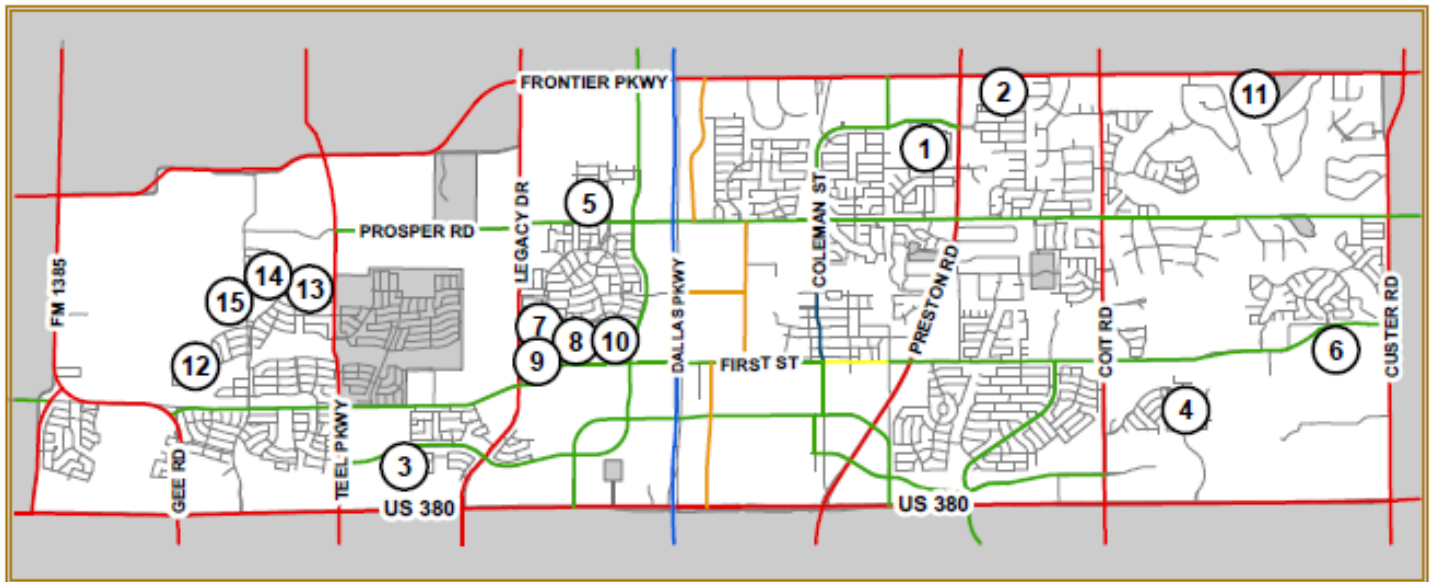 FRONTIER PKWY
2
11
1
LEGACY DR
COLEMAN ST
5
PROSPER RD
DALLAS PKWY
PRESTON RD
14
13
15
FM 1385
7
8
10
9
FIRST ST
COIT RD
CUSTER RD
6
12
4
GEE RD
TEEL PKWY
3
US 380
US 380